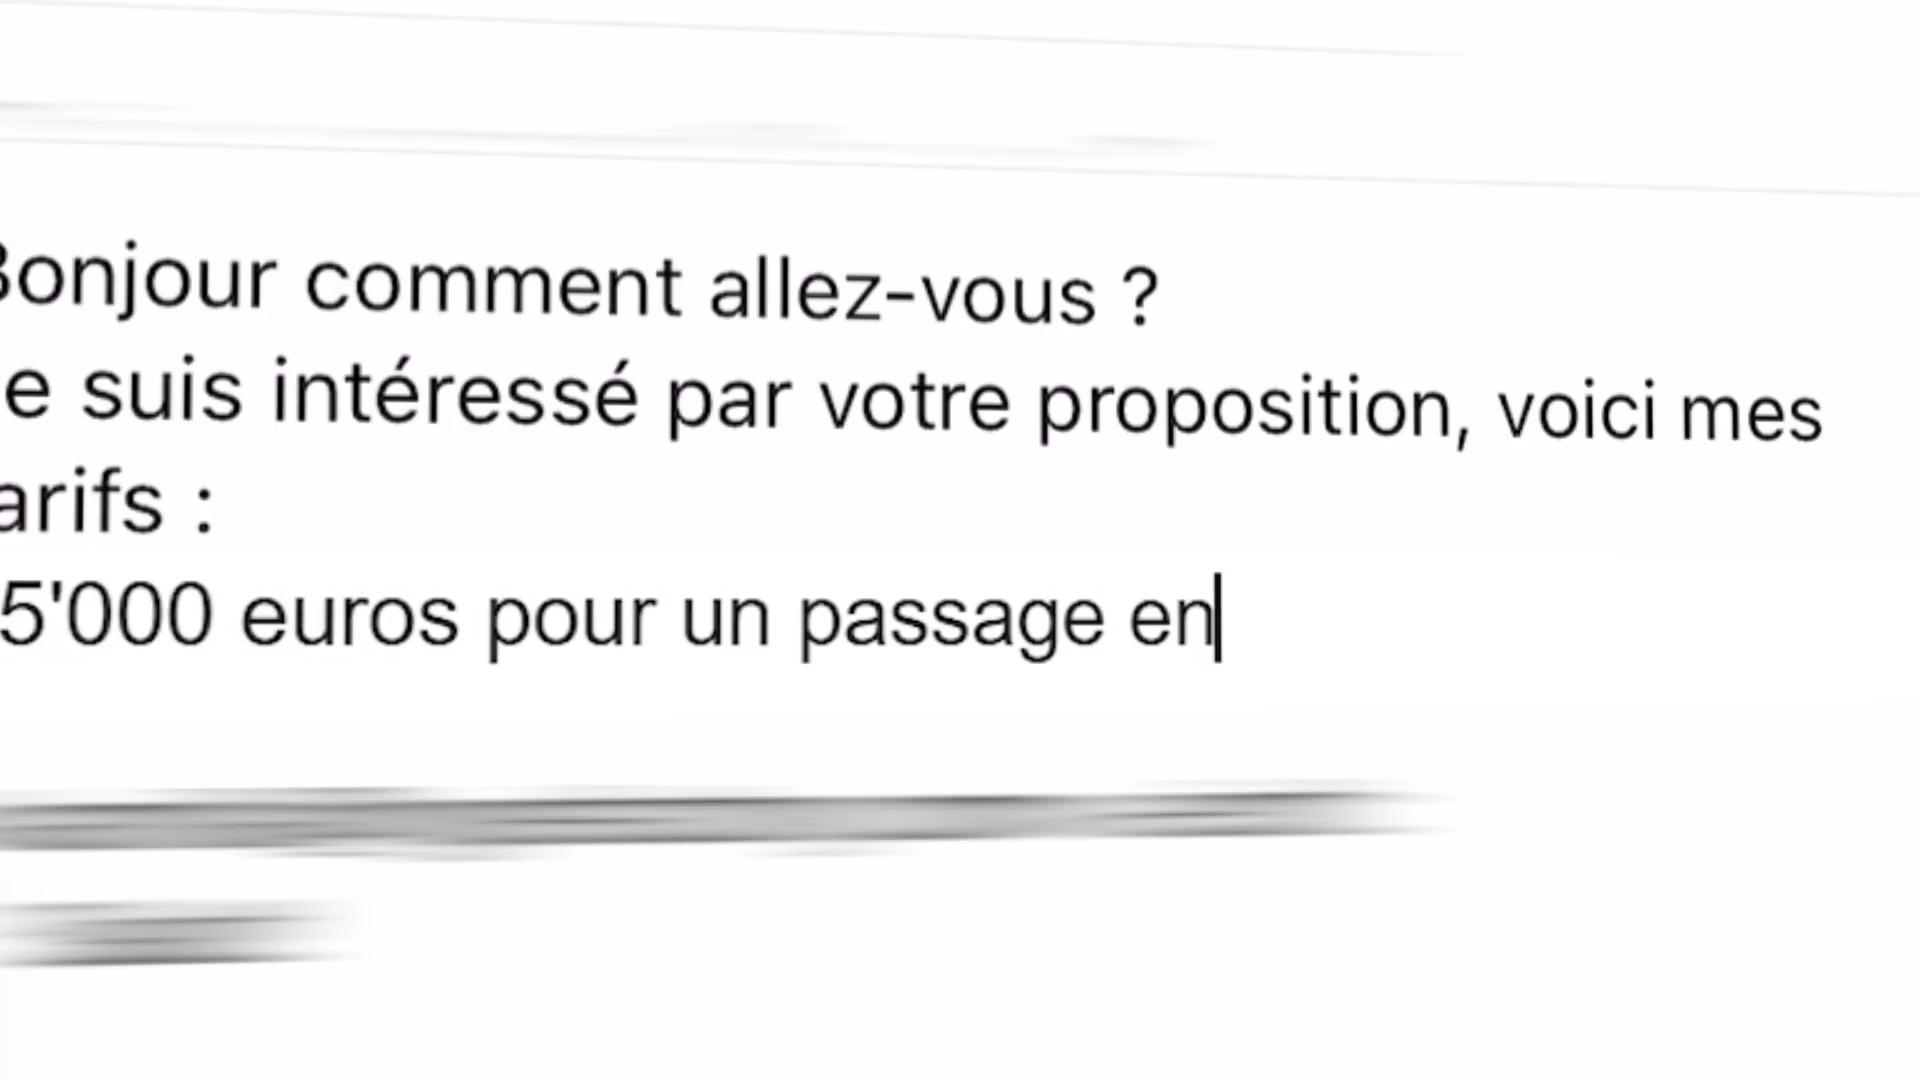 Bonjour comment allez-vous ?
e suis intéressé par votre proposition, voici mes
arifs :
5'000 euros pour un passage en